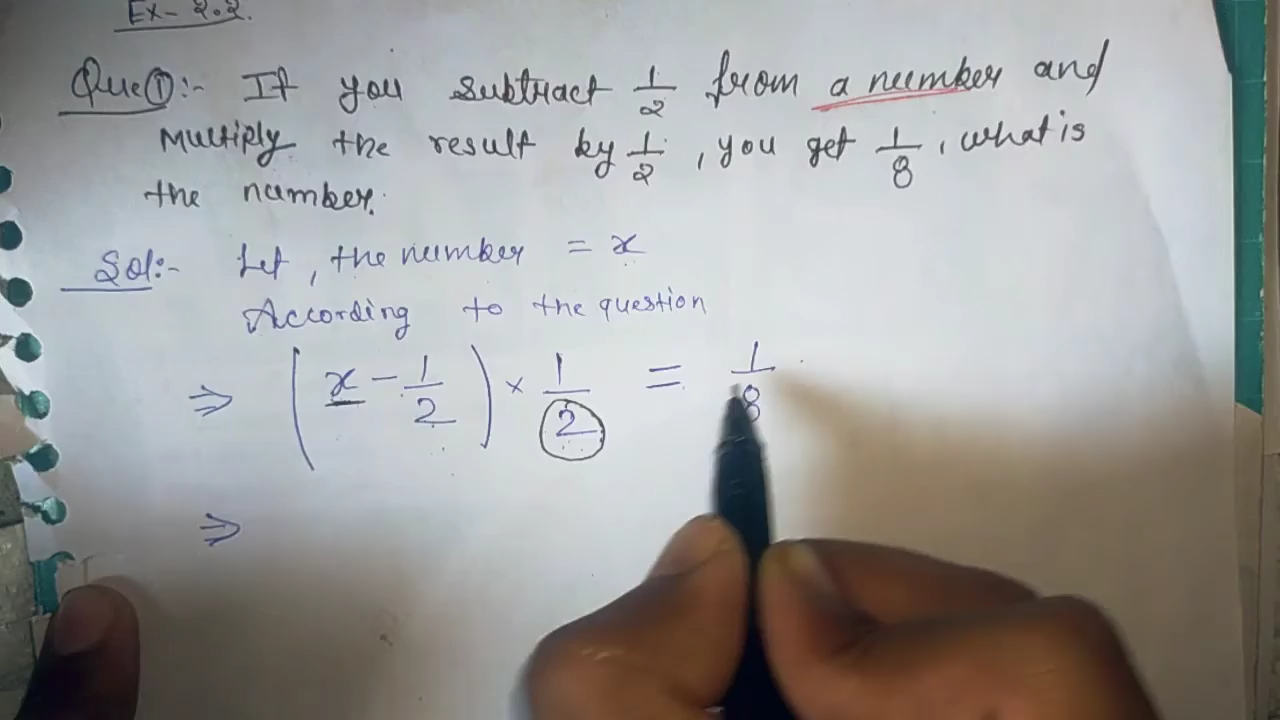 Ex- 2.2.
Que①:- If you subtract 1/2 from a number and
Multiply the result by 1/2, you get 1/8, what is
the number.
Sol:- Let, the number = x
According to the question
⇒ (x - 1/2) × 1/2 = 1/8
⇒